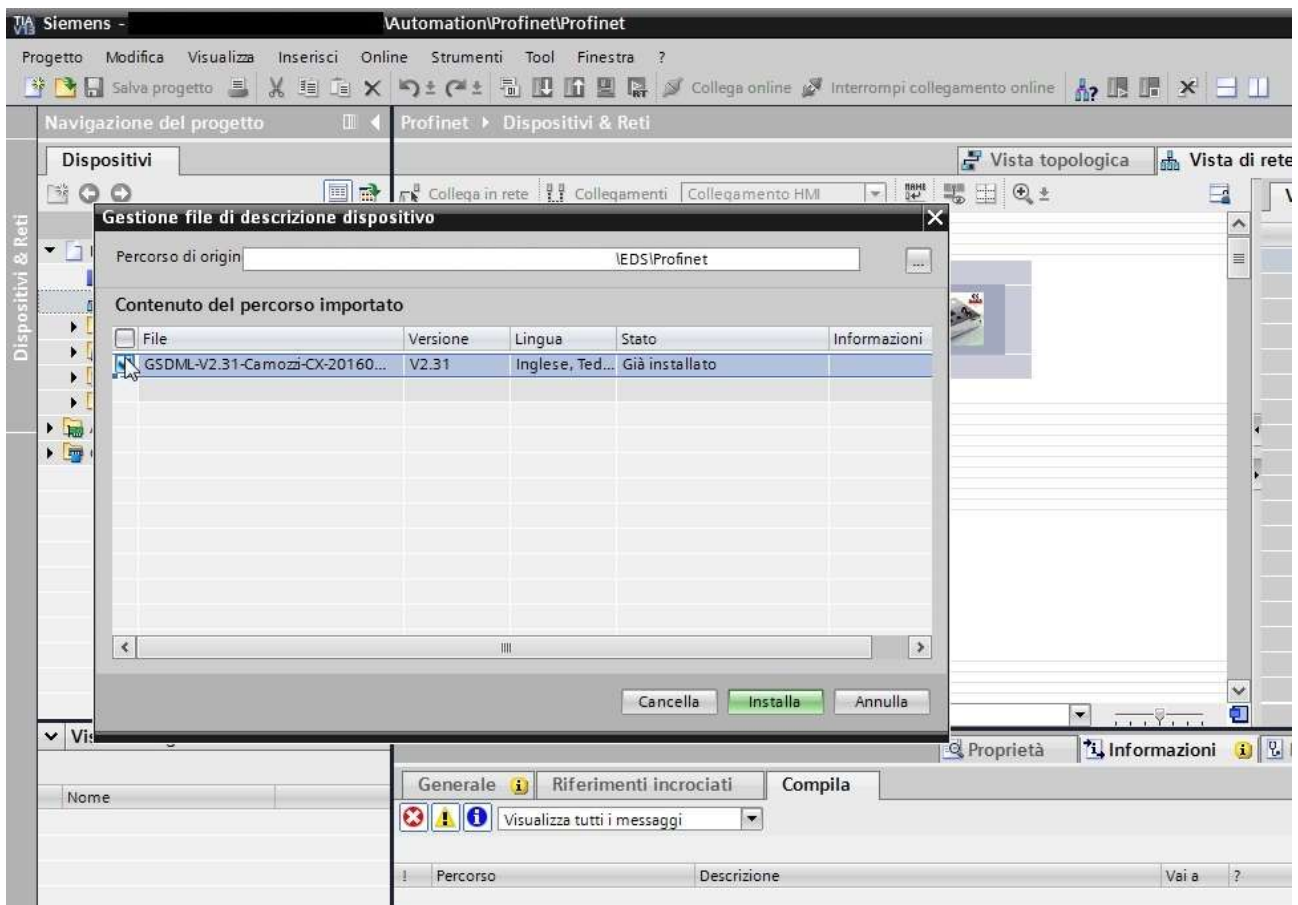 TIA V13 Siemens - \Automation\Profinet\Profinet
Progetto Modifica Visualizza Inserisci Online Strumenti Tool Finestra ?
Salva progetto Collega online Interrompi collegamento online
Navigazione del progetto Profinet Dispositivi & Reti
Dispositivi Vista topologica Vista di rete
Collega in rete Collegamenti Collegamento HMI
Dispositivi & Reti
Gestione file di descrizione dispositivo
Percorso di origin \EDS\Profinet ...
Contenuto del percorso importato
File Versione Lingua Stato Informazioni
GSDML-V2.31-Camozzi-CX-20160... V2.31 Inglese, Ted... Già installato
Cancella Installa Annulla
Proprietà Informazioni
Generale Riferimenti incrociati Compila
Nome
Visualizza tutti i messaggi
! Percorso Descrizione Vai a ?